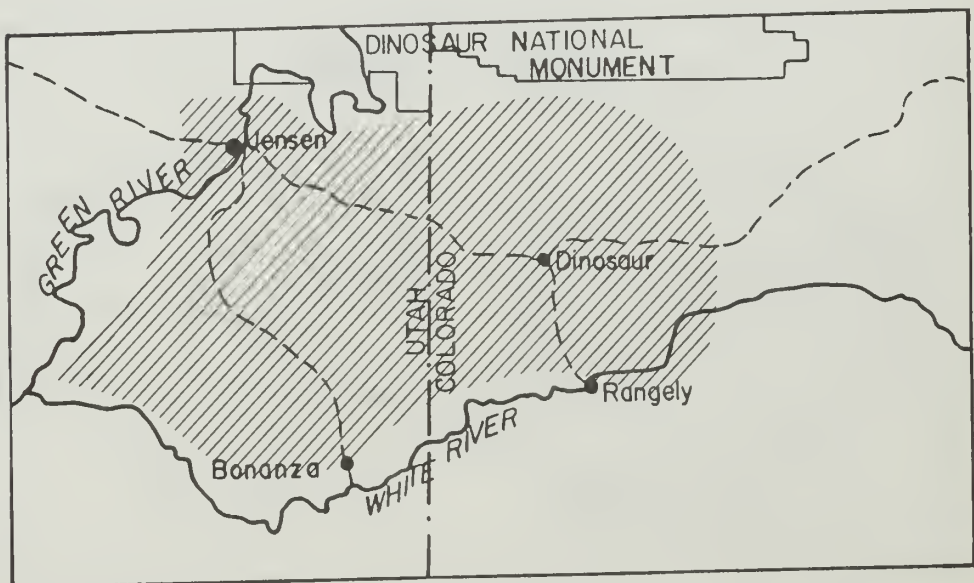 DINOSAUR NATIONAL
MONUMENT
Jensen
GREEN RIVER
Dinosaur
UTAH
COLORADO
Rangely
Bonanza
WHITE RIVER